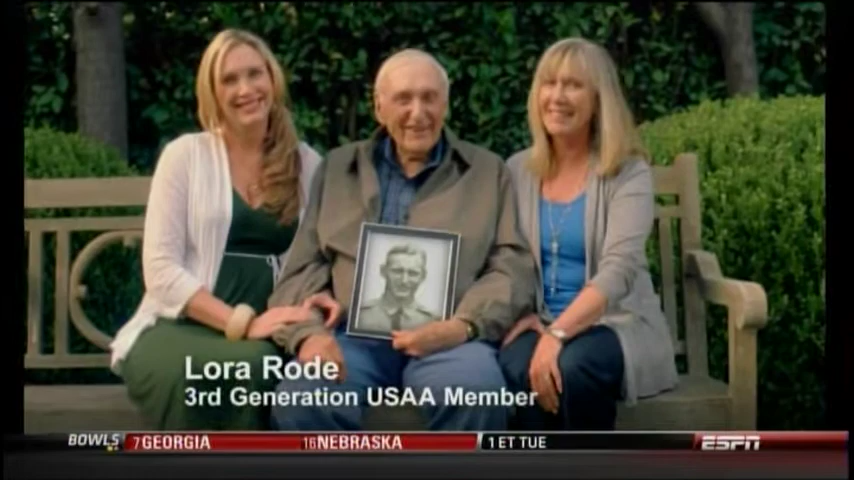 Lora Rode
3rd Generation USAA Member
BOWLS 7 GEORGIA 16 NEBRASKA 1 ET TUE ESPN